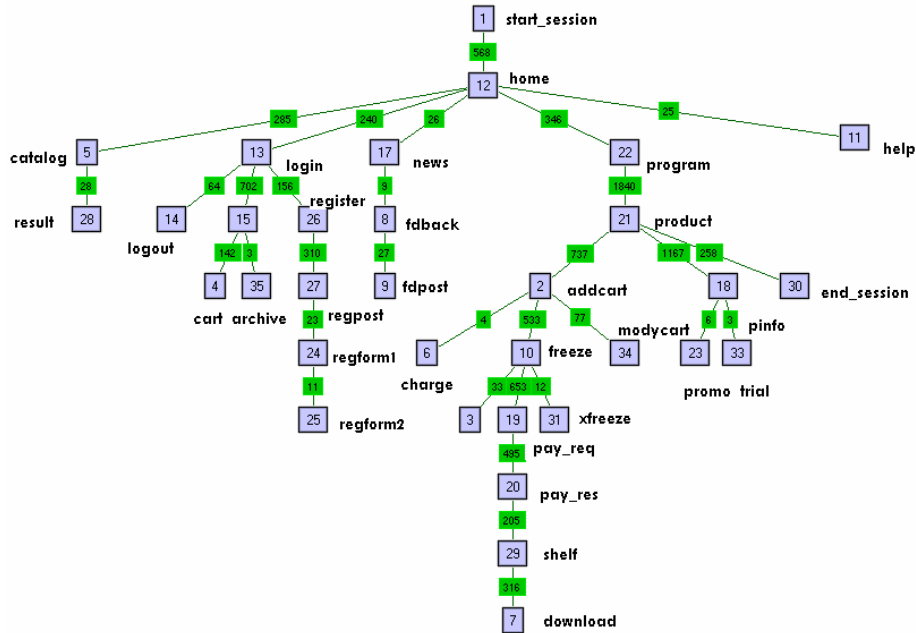 1 start_session
568
12 home
285 240 26 346 25
catalog 5 13 login 17 news 22 program 11 help
28 64 702 156 9 1840
result 28 14 logout 15 register 26 8 fdback 21 product
142 3 310 27 737 1167 258
4 35 27 9 fdpost 2 addcart 18 30 end_session
cart archive regpost
23 4 533 77 6 3
24 regform1 6 charge 10 freeze 34 modycart 23 33 pinfo
promo trial
11 33 653 12
25 regform2 3 19 31 xfreeze
pay_req
495
20 pay_res
205
29 shelf
316
7 download